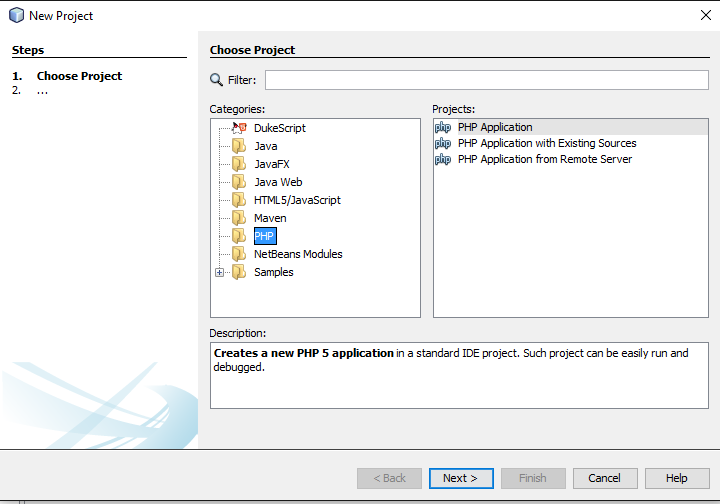 New Project
Steps
1. Choose Project
2. ...
Choose Project
Filter:
Categories:
DukeScript
Java
JavaFX
Java Web
HTML5/JavaScript
Maven
PHP
NetBeans Modules
Samples
Projects:
php PHP Application
php PHP Application with Existing Sources
php PHP Application from Remote Server
Description:
Creates a new PHP 5 application in a standard IDE project. Such project can be easily run and
debugged.
< Back
Next >
Finish
Cancel
Help